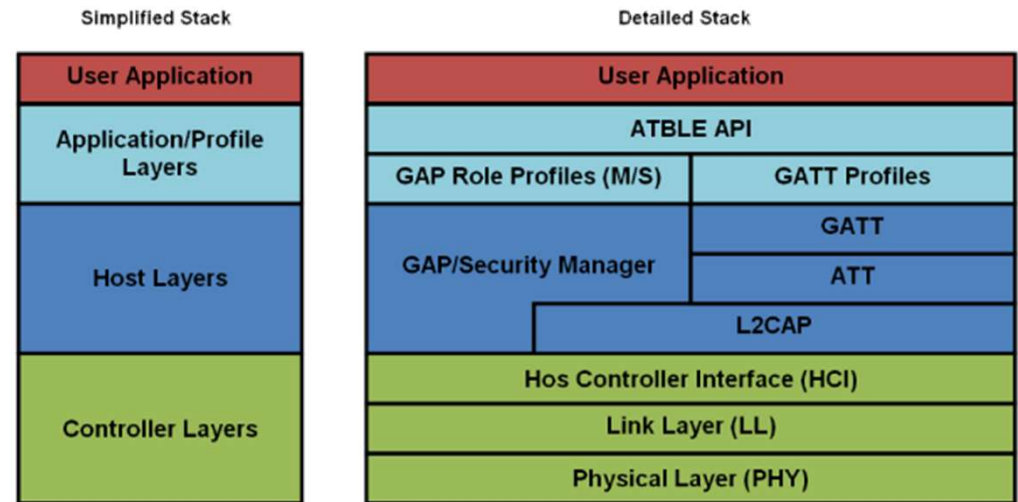 Simplified Stack
User Application
Application/Profile
Layers
Host Layers
Controller Layers
Detailed Stack
User Application
ATBLE API
GAP Role Profiles (M/S)
GATT Profiles
GAP/Security Manager
GATT
ATT
L2CAP
Hos Controller Interface (HCI)
Link Layer (LL)
Physical Layer (PHY)